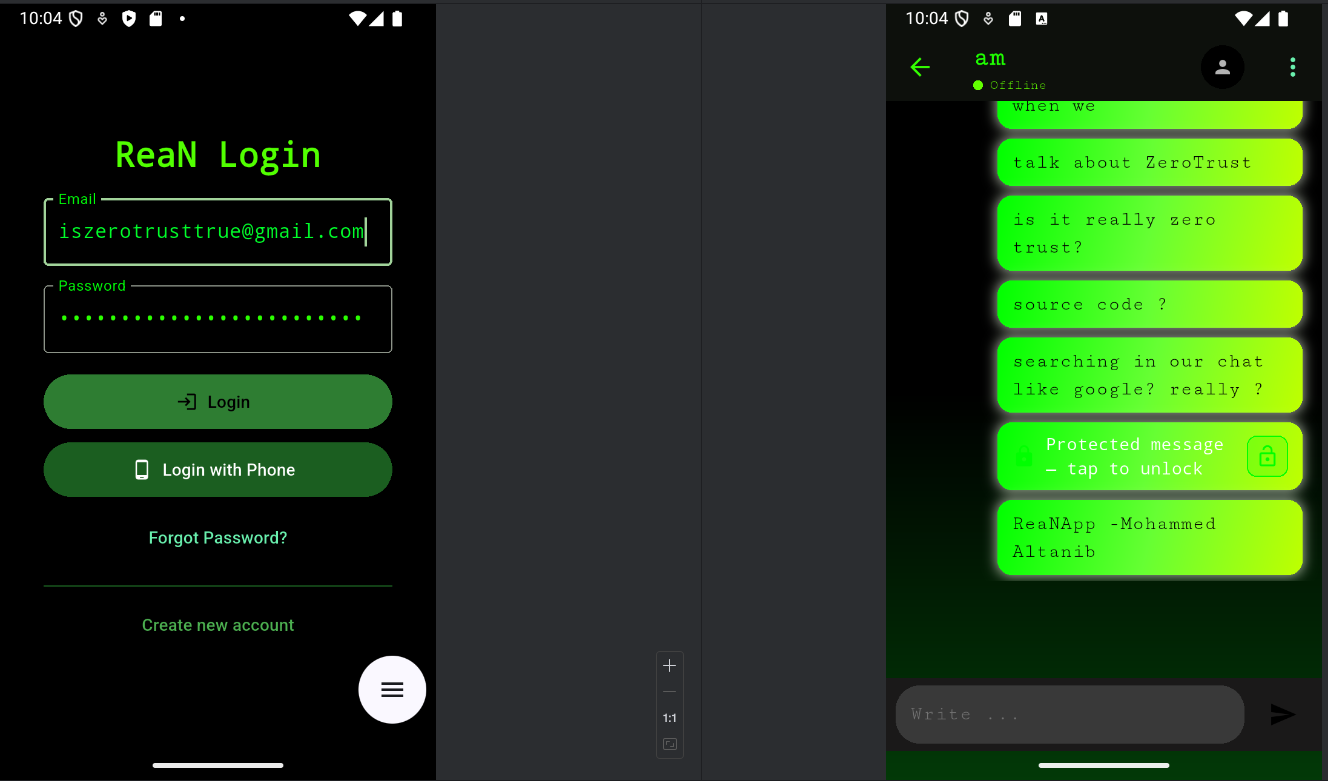 10:04
ReaN Login
Email
iszerotrusttrue@gmail.com
Password
Login
Login with Phone
Forgot Password?
Create new account
1:1
10:04
A
am
Offline
when we
talk about ZeroTrust
is it really zero
trust?
source code ?
searching in our chat
like google? really ?
Protected message
— tap to unlock
ReaNApp -Mohammed
Altanib
Write ...